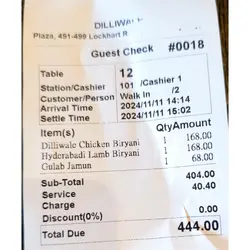 DILLIWALE
Plaza, 491-499 Lockhart R
Guest Check #0018
Table 12
Station/Cashier 101 /Cashier 1
Customer/Person Walk In /2
Arrival Time 2024/11/11 14:14
Settle Time 2024/11/11 15:02
Item(s) QtyAmount
Dilliwale Chicken Biryani 1 168.00
Hyderabadi Lamb Biryani 1 168.00
Gulab Jamun 1 68.00
Sub-Total 404.00
Service 40.40
Charge
Discount(0%) 0.00
Total Due 444.00